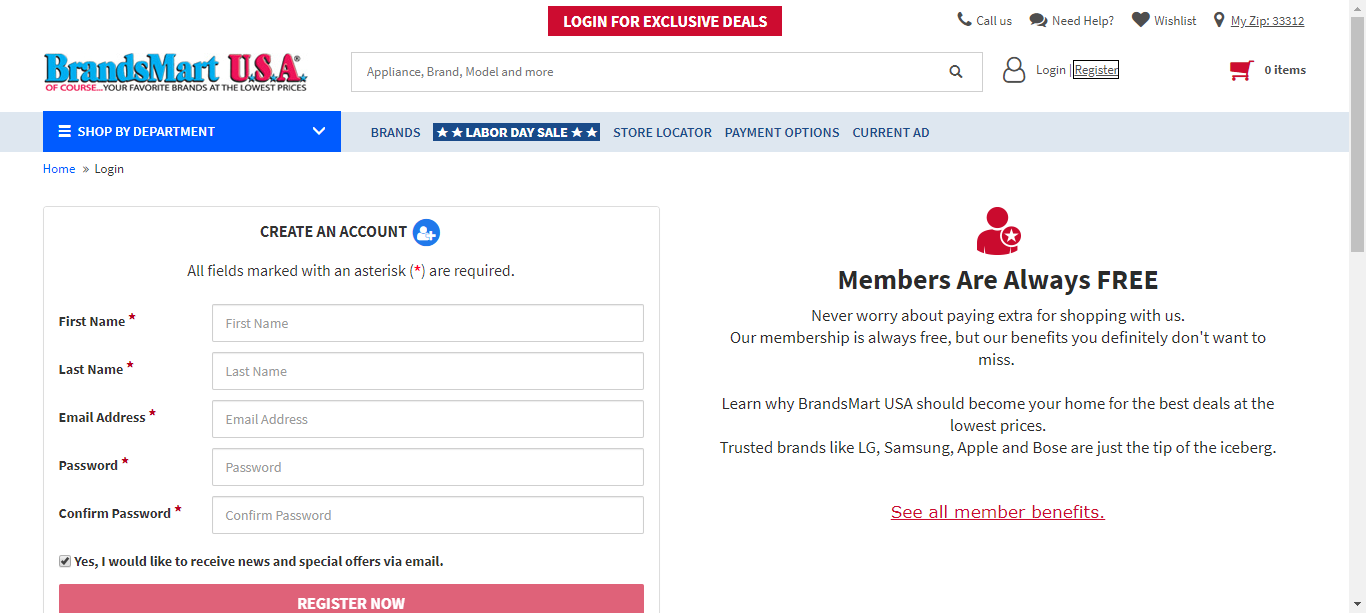 LOGIN FOR EXCLUSIVE DEALS
Call us
Need Help?
Wishlist
My Zip: 33312
BrandsMart U.S.A.®
OF COURSE...YOUR FAVORITE BRANDS AT THE LOWEST PRICES
Appliance, Brand, Model and more
Login | Register
0 items
SHOP BY DEPARTMENT
BRANDS
★ ★ LABOR DAY SALE ★ ★
STORE LOCATOR
PAYMENT OPTIONS
CURRENT AD
Home » Login
CREATE AN ACCOUNT
All fields marked with an asterisk (*) are required.
First Name *
First Name
Last Name *
Last Name
Email Address *
Email Address
Password *
Password
Confirm Password *
Confirm Password
Yes, I would like to receive news and special offers via email.
REGISTER NOW
Members Are Always FREE
Never worry about paying extra for shopping with us.
Our membership is always free, but our benefits you definitely don't want to
miss.
Learn why BrandsMart USA should become your home for the best deals at the
lowest prices.
Trusted brands like LG, Samsung, Apple and Bose are just the tip of the iceberg.
See all member benefits.